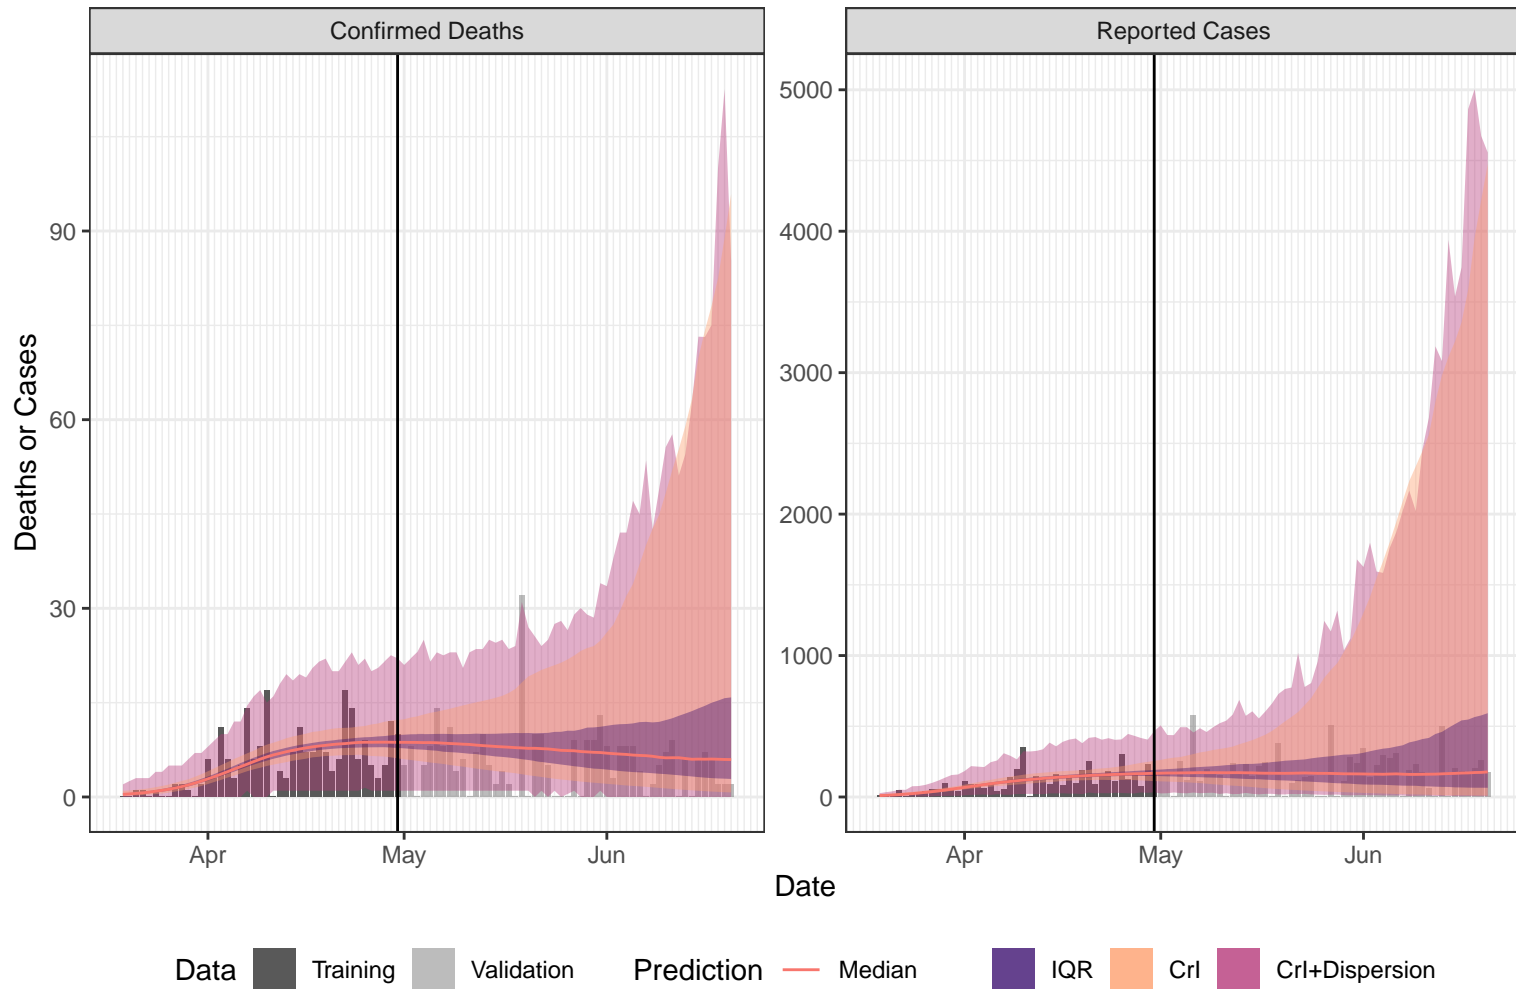 Confirmed Deaths
Reported Cases
Deaths or Cases
90
60
30
0
5000
4000
3000
2000
1000
0
Apr
May
Jun
Apr
May
Jun
Date
Data
Training
Validation
Prediction
Median
IQR
CrI
CrI+Dispersion